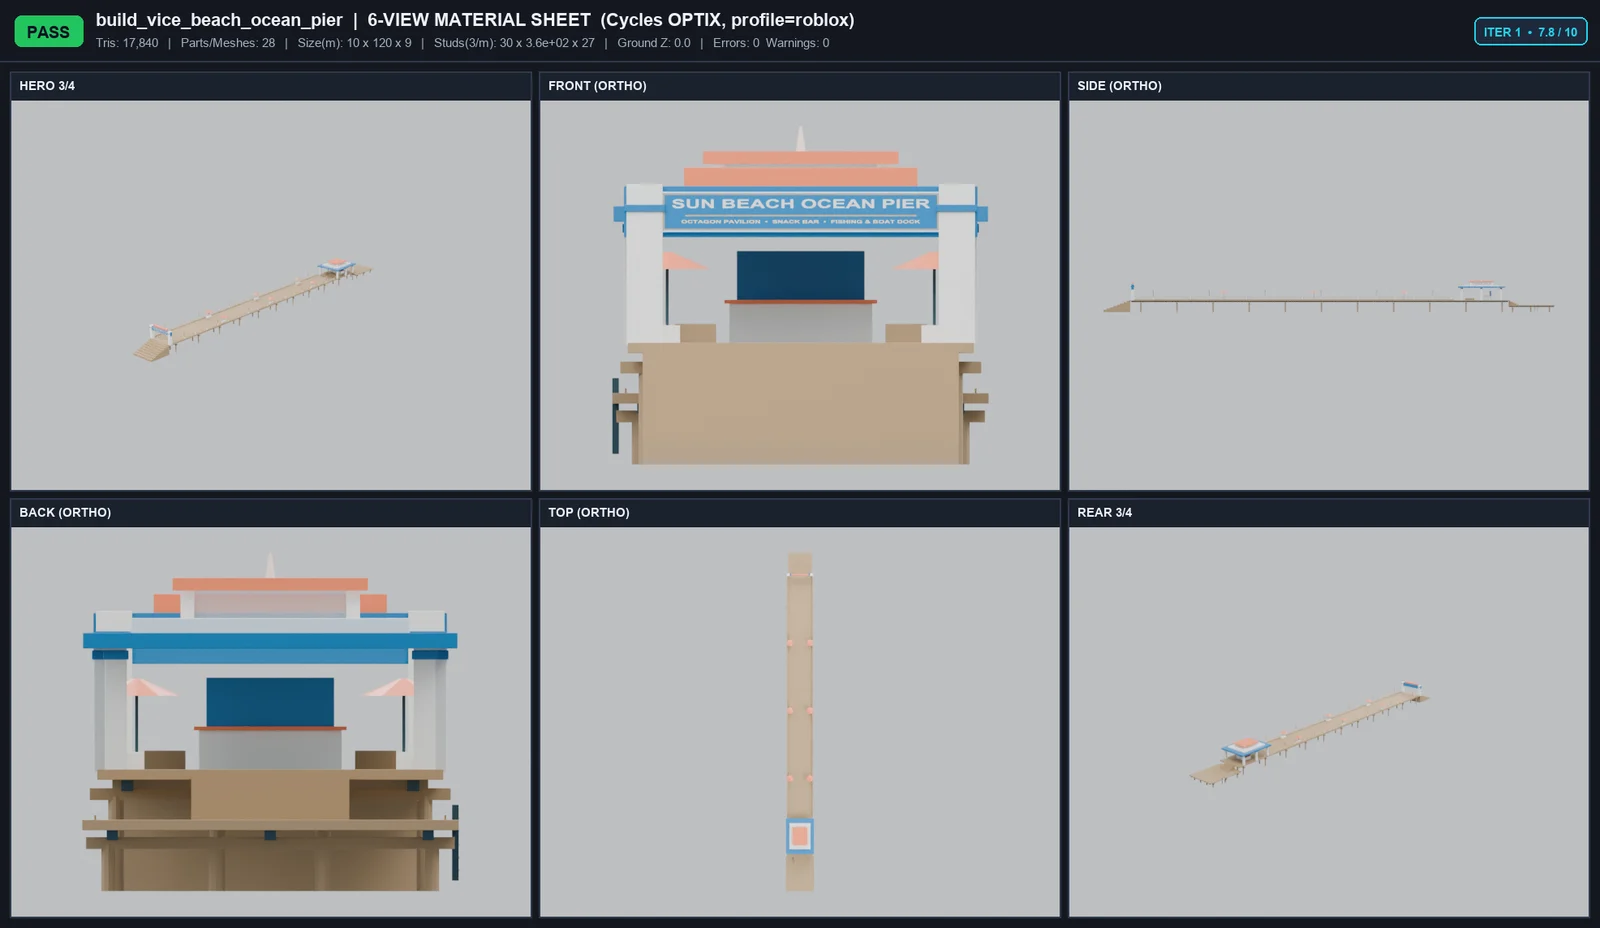 PASS
build_vice_beach_ocean_pier | 6-VIEW MATERIAL SHEET (Cycles OPTIX, profile=roblox)
Tris: 17,840 | Parts/Meshes: 28 | Size(m): 10 x 120 x 9 | Studs(3/m): 30 x 3.6e+02 x 27 | Ground Z: 0.0 | Errors: 0 Warnings: 0
ITER 1 • 7.8 / 10
HERO 3/4
FRONT (ORTHO)
SIDE (ORTHO)
SUN BEACH OCEAN PIER
OCTAGON PAVILION • SNACK BAR • FISHING & BOAT DOCK
BACK (ORTHO)
TOP (ORTHO)
REAR 3/4